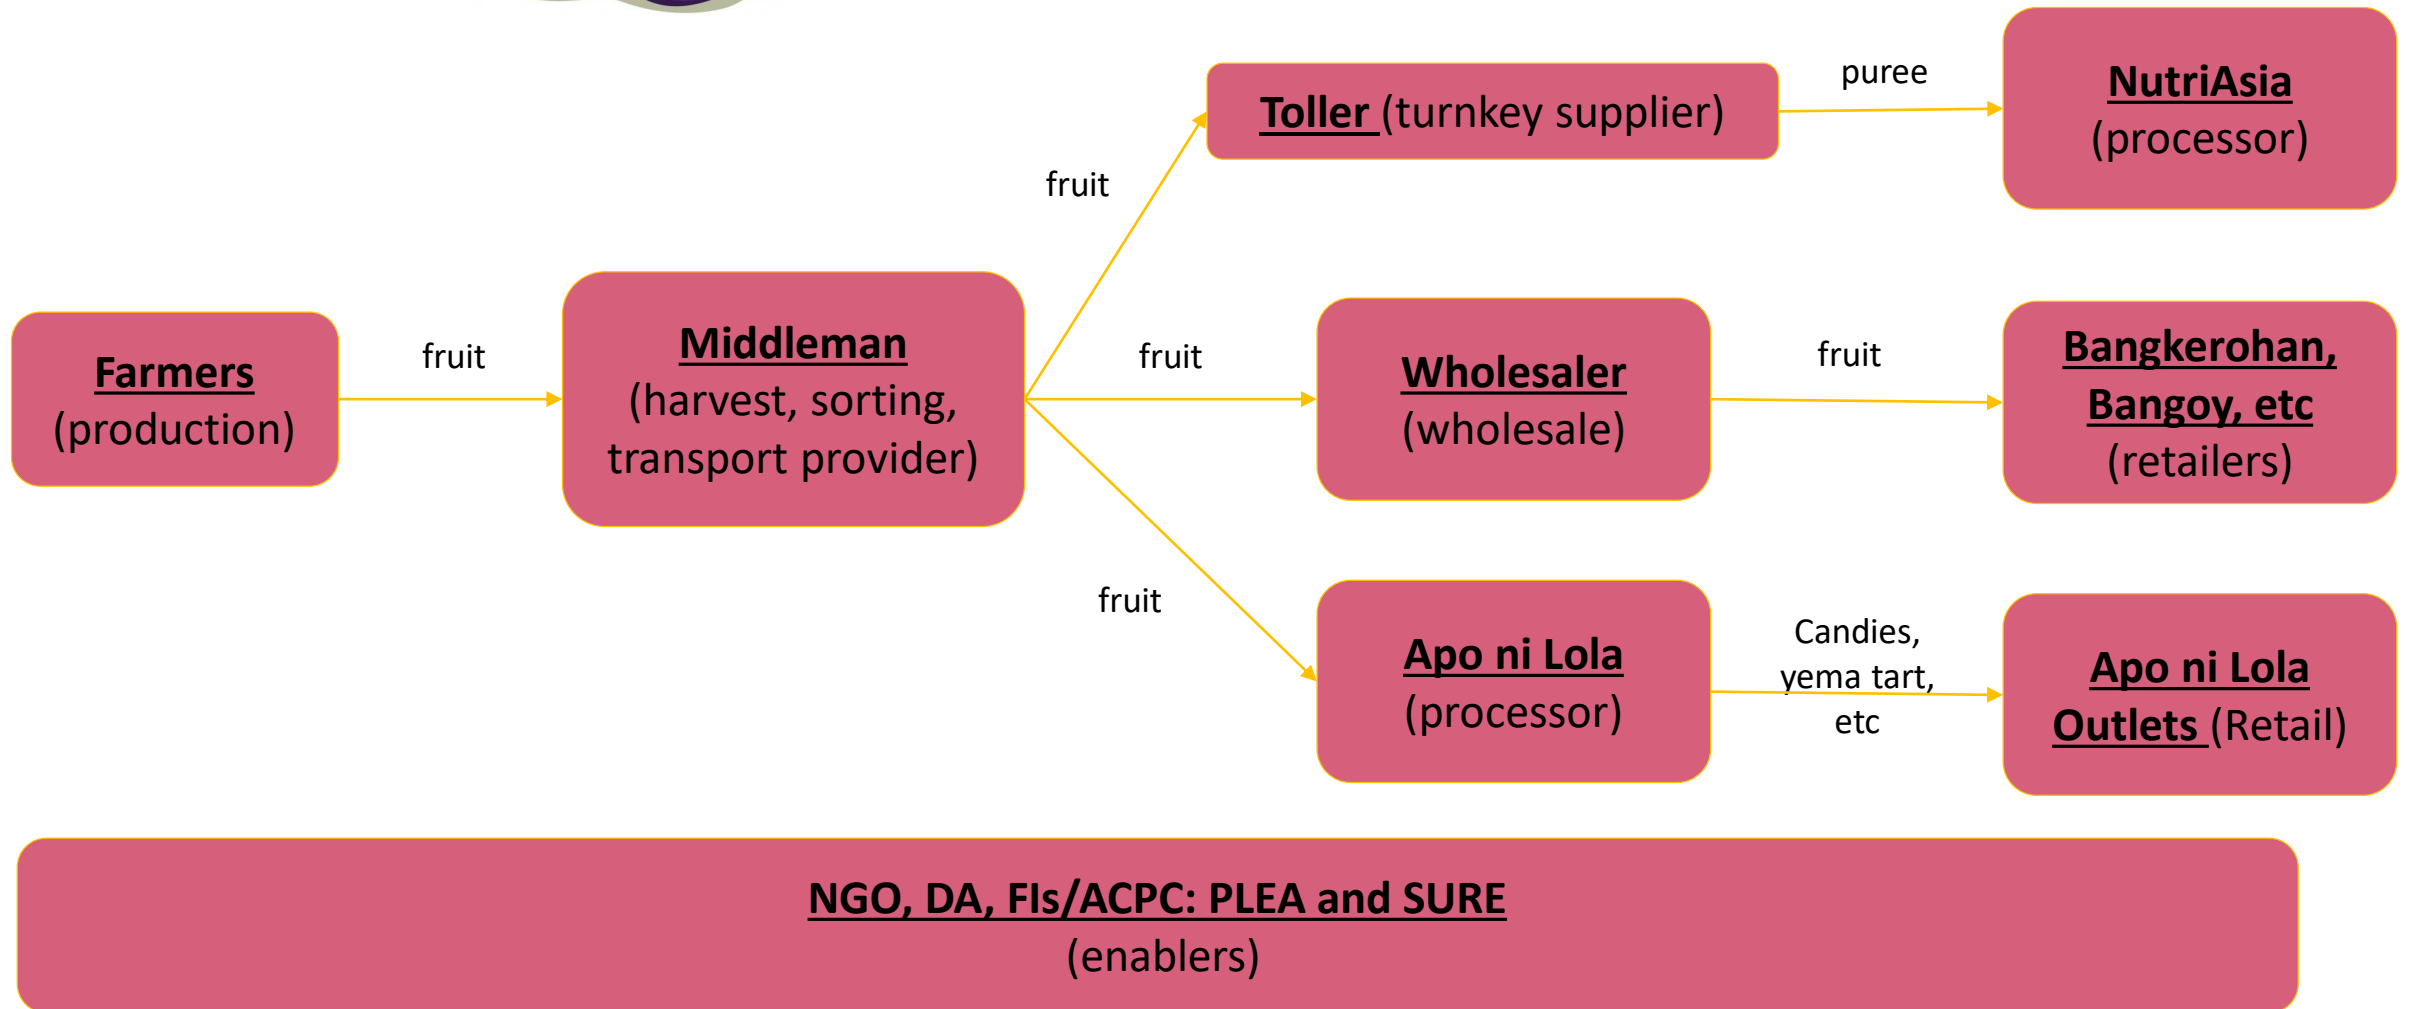 Farmers
(production)
fruit
Middleman
(harvest, sorting,
transport provider)
fruit
Toller (turnkey supplier)
puree
NutriAsia
(processor)
fruit
Wholesaler
(wholesale)
fruit
Bangkerohan,
Bangoy, etc
(retailers)
fruit
Apo ni Lola
(processor)
Candies,
yema tart,
etc
Apo ni Lola
Outlets (Retail)
NGO, DA, FIs/ACPC: PLEA and SURE
(enablers)